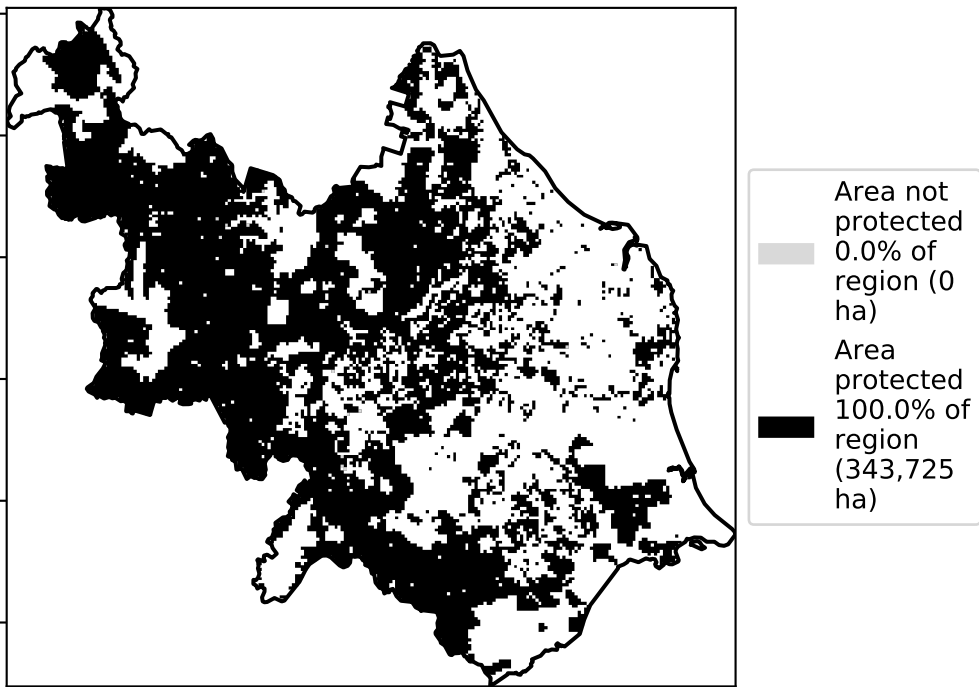 Area not
protected
0.0% of
region (0
ha)
Area
protected
100.0% of
region
(343,725
ha)